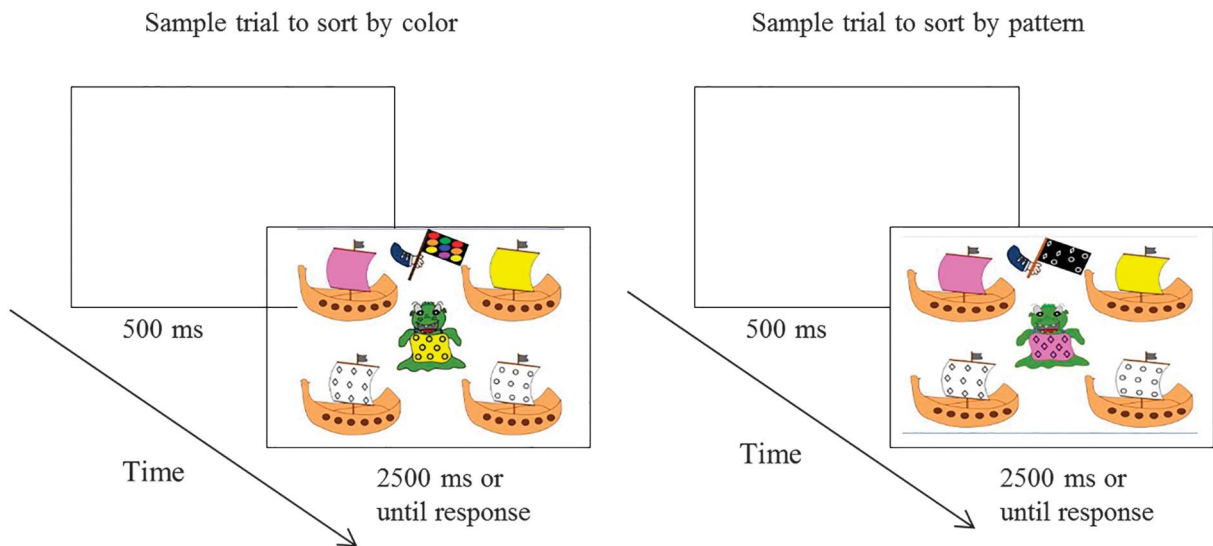 Sample trial to sort by color
500 ms
Time
2500 ms or
until response
Sample trial to sort by pattern
500 ms
Time
2500 ms or
until response